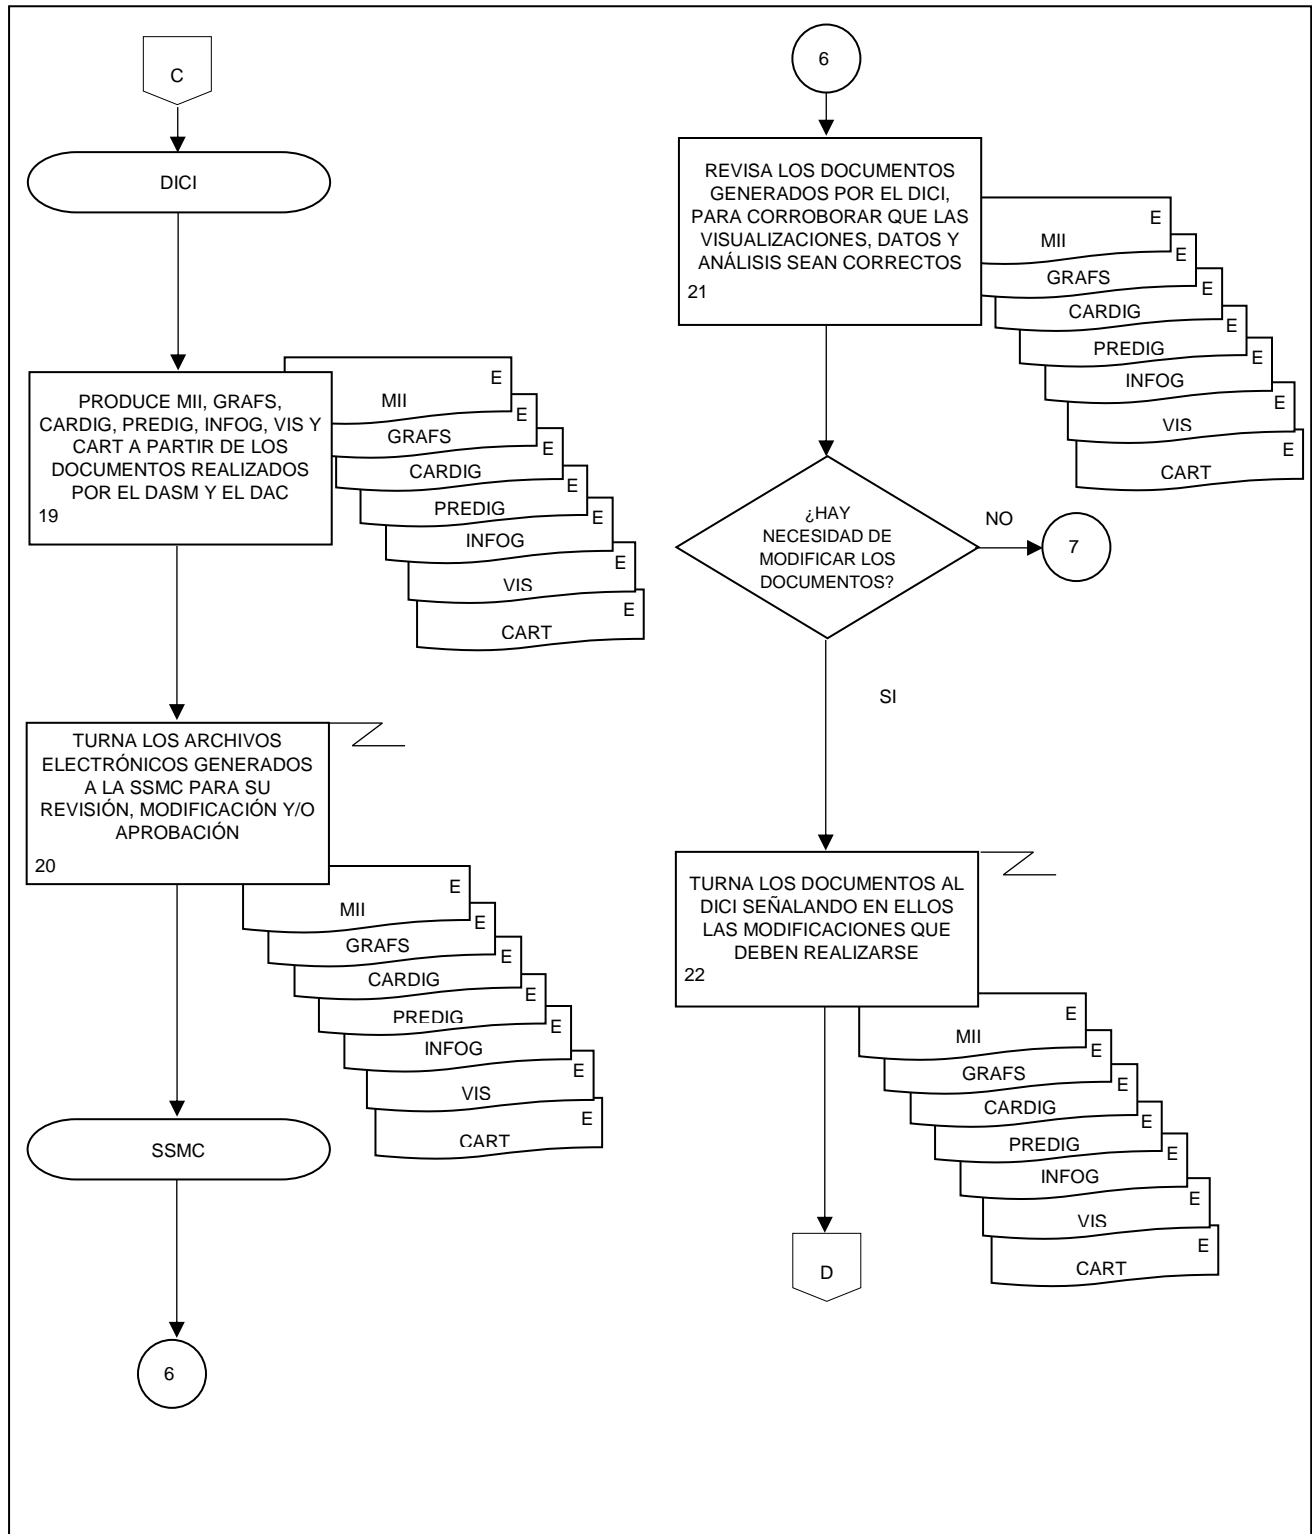 C
DICI
PRODUCE MII, GRAFS,
CARDIG, PREDIG, INFOG, VIS Y
CART A PARTIR DE LOS
DOCUMENTOS REALIZADOS
POR EL DASM Y EL DAC
19
E
MII
E
GRAFS
E
CARDIG
E
PREDIG
E
INFOG
E
VIS
E
CART
TURNA LOS ARCHIVOS
ELECTRÓNICOS GENERADOS
A LA SSMC PARA SU
REVISIÓN, MODIFICACIÓN Y/O
APROBACIÓN
20
E
MII
E
GRAFS
E
CARDIG
E
PREDIG
E
INFOG
E
VIS
E
CART
SSMC
6
6
REVISA LOS DOCUMENTOS
GENERADOS POR EL DICI,
PARA CORROBORAR QUE LAS
VISUALIZACIONES, DATOS Y
ANÁLISIS SEAN CORRECTOS
21
E
MII
E
GRAFS
E
CARDIG
E
PREDIG
E
INFOG
E
VIS
E
CART
¿HAY
NECESIDAD DE
MODIFICAR LOS
DOCUMENTOS?
NO
7
SI
TURNA LOS DOCUMENTOS AL
DICI SEÑALANDO EN ELLOS
LAS MODIFICACIONES QUE
DEBEN REALIZARSE
22
E
MII
E
GRAFS
E
CARDIG
E
PREDIG
E
INFOG
E
VIS
E
CART
D